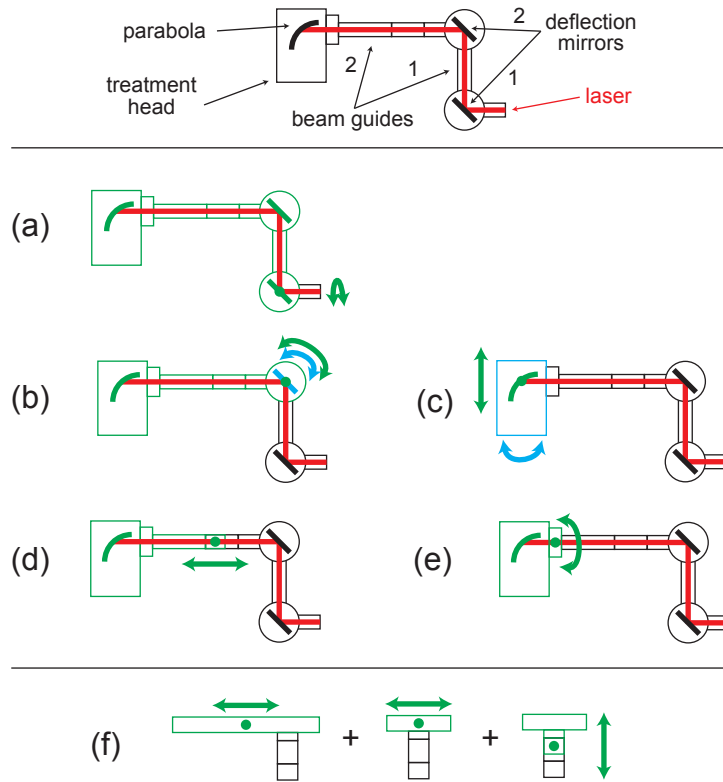 parabola
2
deflection
mirrors
treatment
head
2
1
1
beam guides
laser
(a)
(b)
(c)
(d)
(e)
(f)
+
+